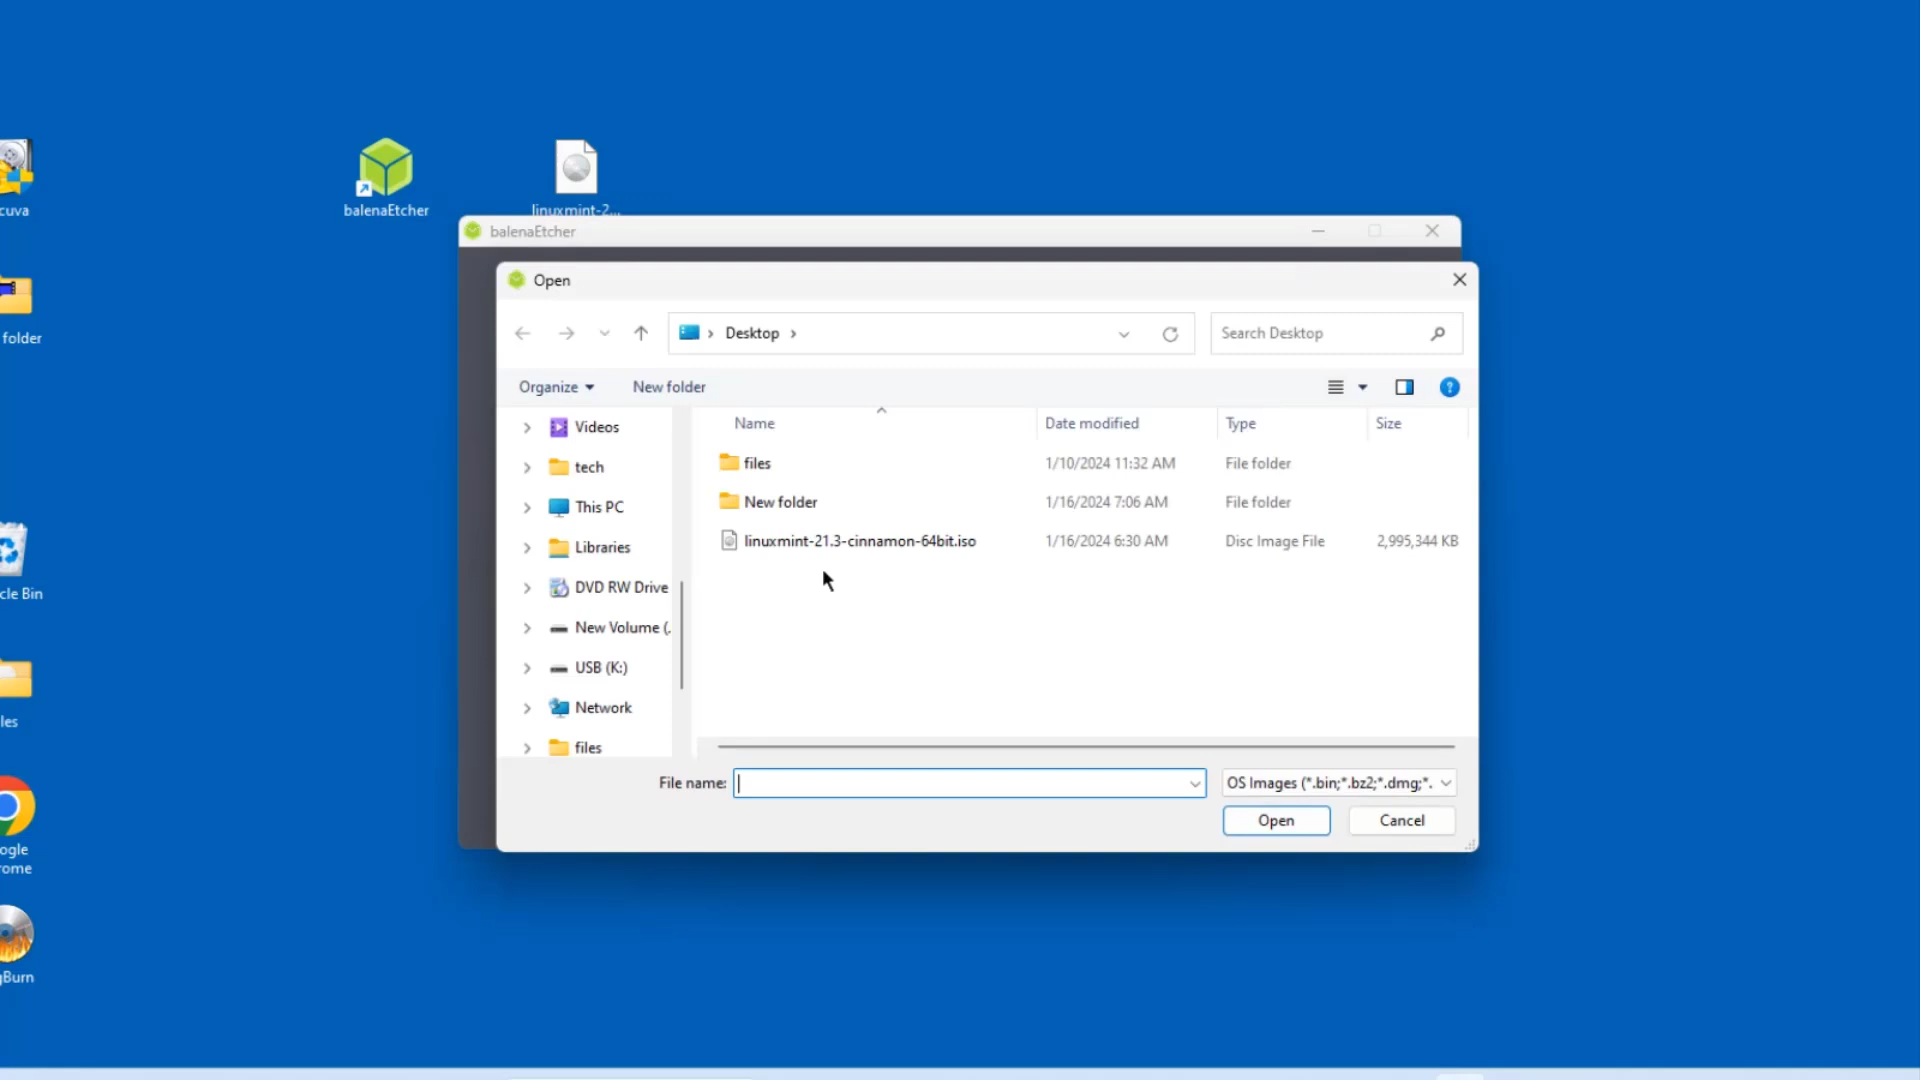 cuva
balenaEtcher
linuxmint-2...
folder
balenaEtcher
Open
Desktop
Search Desktop
Organize
New folder
Name
Date modified
Type
Size
Videos
tech
This PC
Libraries
DVD RW Drive
New Volume (.
USB (K:)
Network
files
files 1/10/2024 11:32 AM File folder
New folder 1/16/2024 7:06 AM File folder
linuxmint-21.3-cinnamon-64bit.iso 1/16/2024 6:30 AM Disc Image File 2,995,344 KB
File name:
OS Images (*.bin;*.bz2;*.dmg;*.
Open
Cancel
cle Bin
les
ogle
rome
gBurn